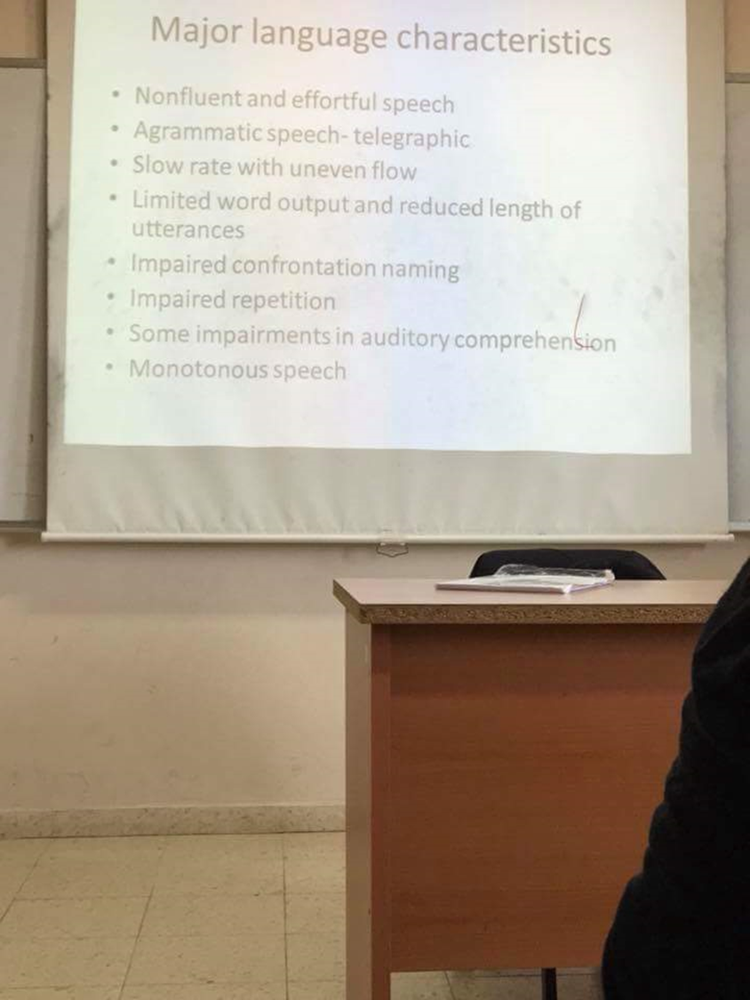 Major language characteristics
• Nonfluent and effortful speech
• Agrammatic speech- telegraphic
• Slow rate with uneven flow
• Limited word output and reduced length of
utterances
• Impaired confrontation naming
• Impaired repetition
• Some impairments in auditory comprehension
• Monotonous speech